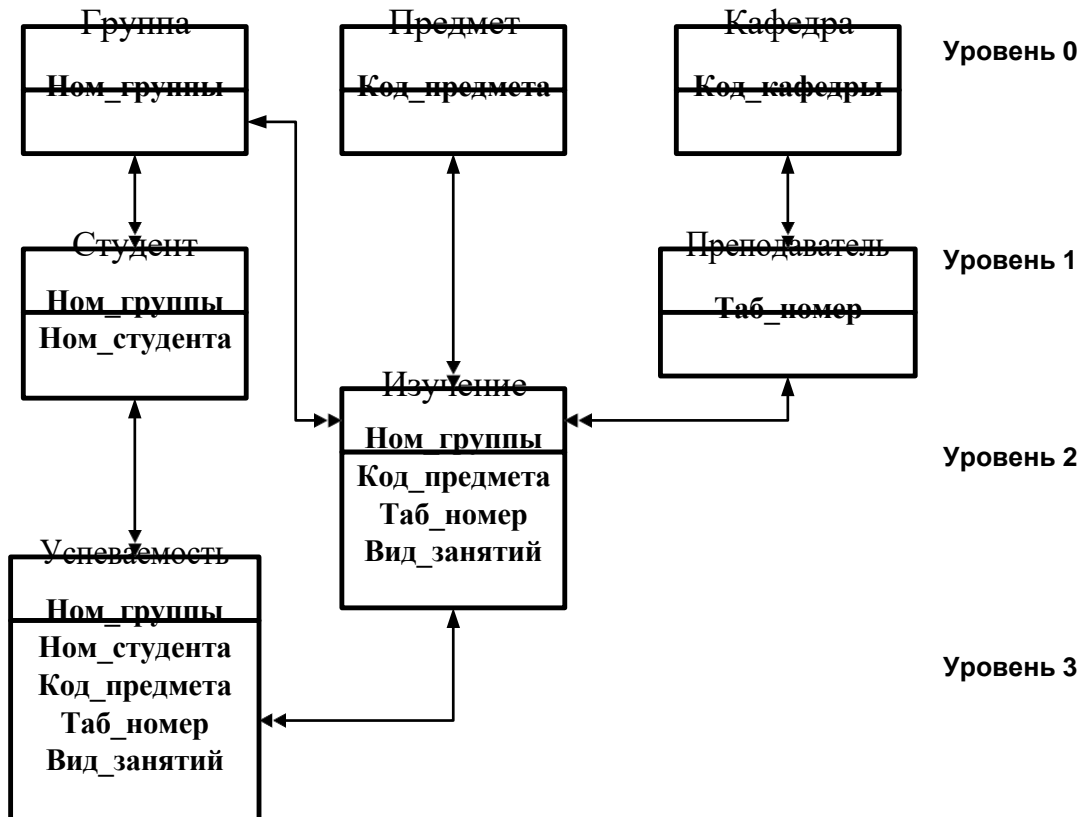 Группа
Ном_группы
Предмет
Код_предмета
Кафедра
Код_кафедры
Уровень 0
Студент
Ном_группы
Ном_студента
Преподаватель
Таб_номер
Уровень 1
Изучение
Ном_группы
Код_предмета
Таб_номер
Вид_занятий
Уровень 2
Успеваемость
Ном_группы
Ном_студента
Код_предмета
Таб_номер
Вид_занятий
Уровень 3